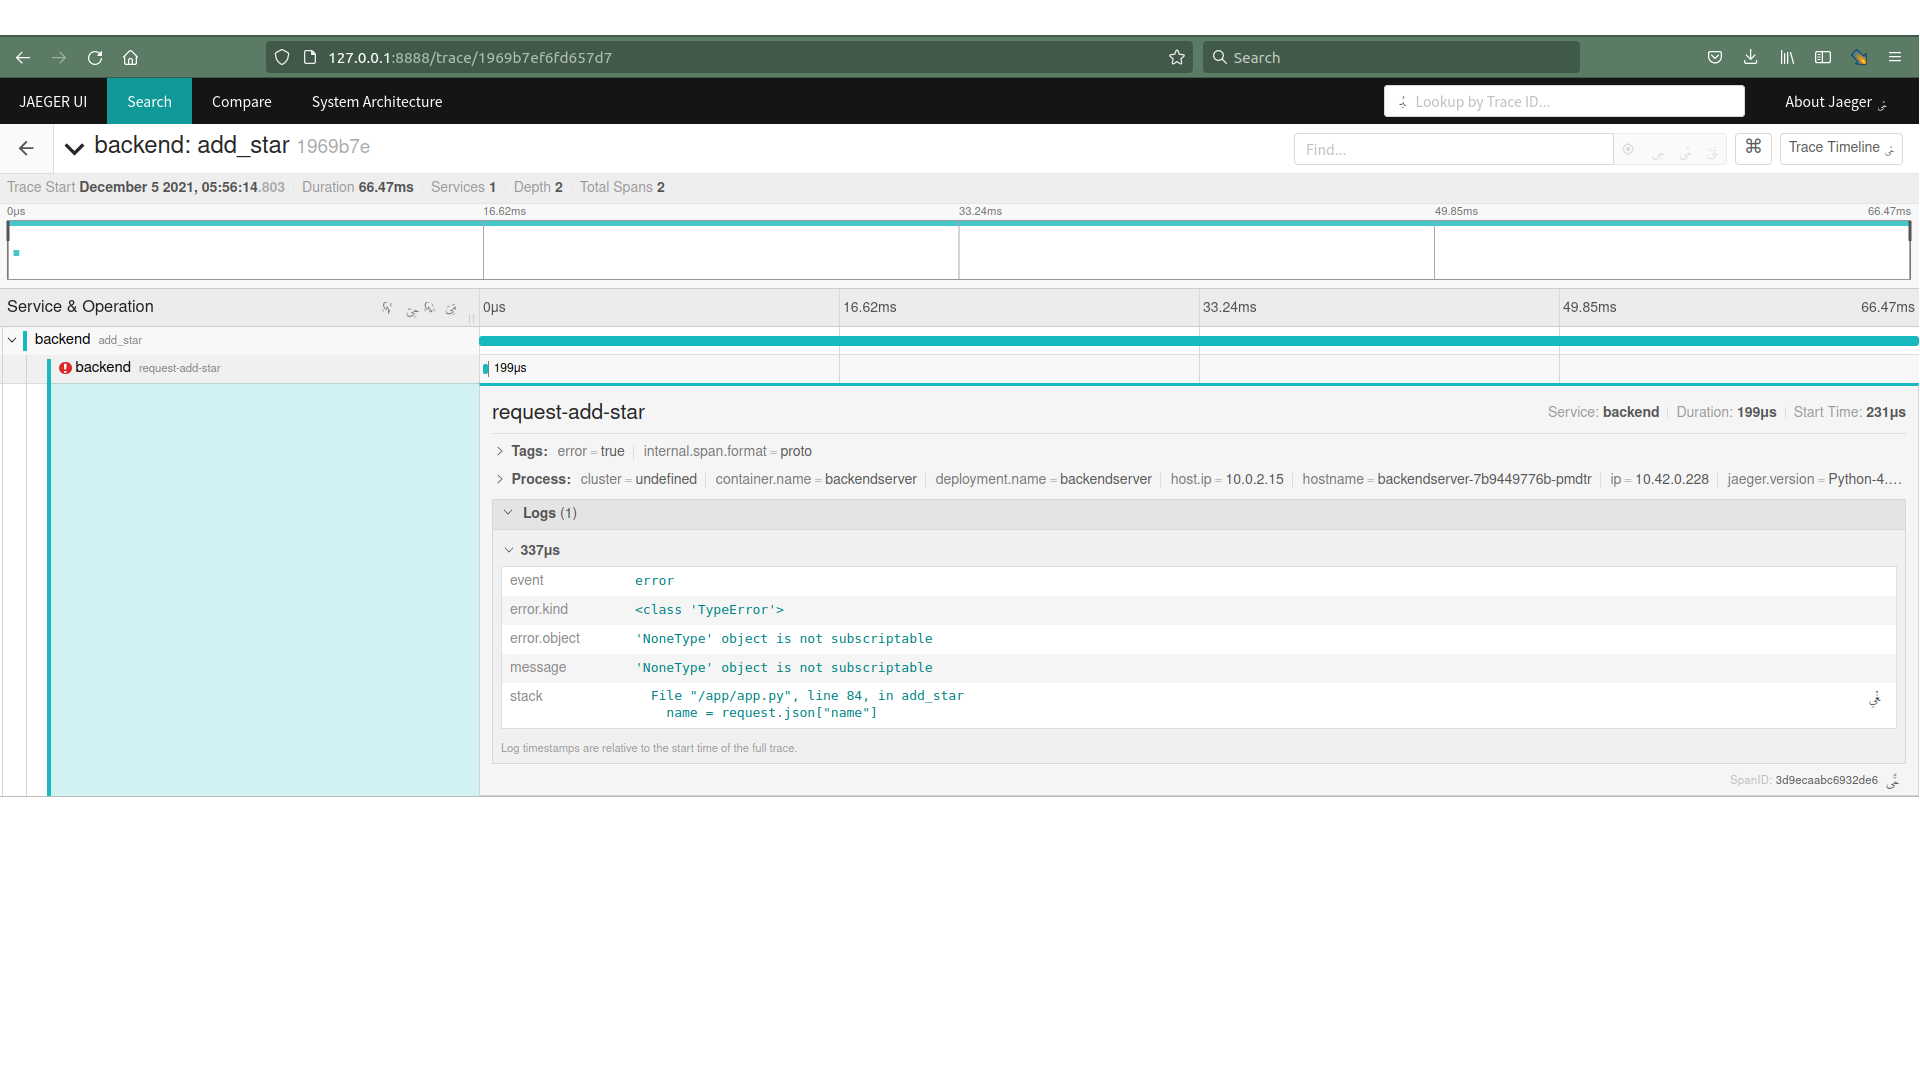 127.0.0.1:8888/trace/1969b7ef6fd657d7
Search
JAEGER UI
Search
Compare
System Architecture
Lookup by Trace ID...
About Jaeger
backend: add_star 1969b7e
Find...
⌘
Trace Timeline
Trace Start December 5 2021, 05:56:14.803 Duration 66.47ms Services 1 Depth 2 Total Spans 2
0μs 16.62ms 33.24ms 49.85ms 66.47ms
Service & Operation
0μs 16.62ms 33.24ms 49.85ms 66.47ms
backend add_star
backend request-add-star
199μs
request-add-star
Service: backend Duration: 199μs Start Time: 231μs
Tags: error = true internal.span.format = proto
Process: cluster = undefined container.name = backendserver deployment.name = backendserver host.ip = 10.0.2.15 hostname = backendserver-7b9449776b-pmdtr ip = 10.42.0.228 jaeger.version = Python-4....
Logs (1)
337μs
event error
error.kind <class 'TypeError'>
error.object 'NoneType' object is not subscriptable
message 'NoneType' object is not subscriptable
stack File "/app/app.py", line 84, in add_star
name = request.json["name"]
Log timestamps are relative to the start time of the full trace.
SpanID: 3d9ecaabc6932de6